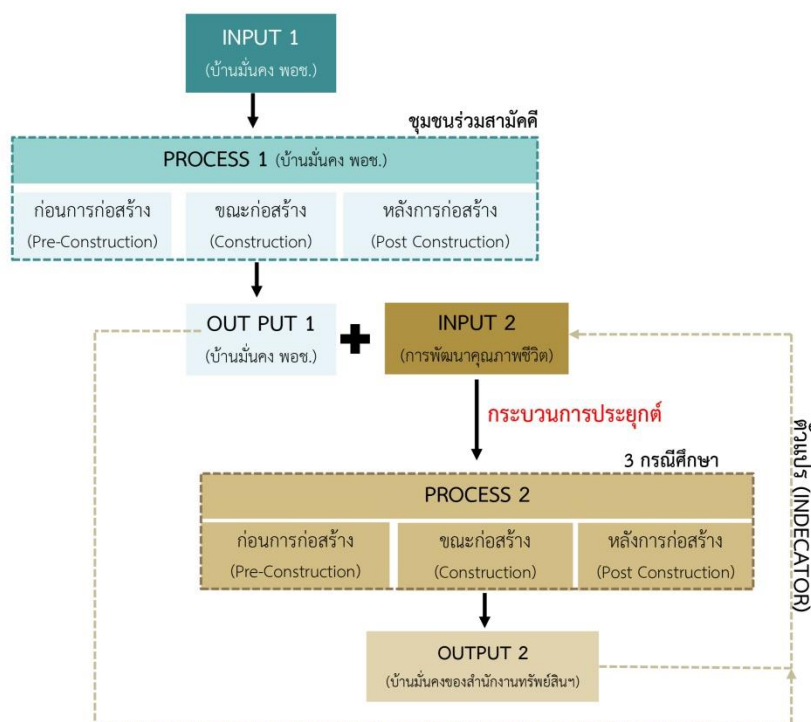 INPUT 1
(บ้านมั่นคง พอช.)
ชุมชนร่วมสามัคคี
PROCESS 1 (บ้านมั่นคง พอช.)
ก่อนการก่อสร้าง
(Pre-Construction)
ขณะก่อสร้าง
(Construction)
หลังการก่อสร้าง
(Post Construction)
OUT PUT 1
(บ้านมั่นคง พอช.)
+
INPUT 2
(การพัฒนาคุณภาพชีวิต)
กระบวนการประยุกต์
3 กรณีศึกษา
PROCESS 2
ก่อนการก่อสร้าง
(Pre-Construction)
ขณะก่อสร้าง
(Construction)
หลังการก่อสร้าง
(Post Construction)
OUTPUT 2
(บ้านมั่นคงของสำนักงานทรัพย์สินฯ)
ตัวแปร (INDECATOR)